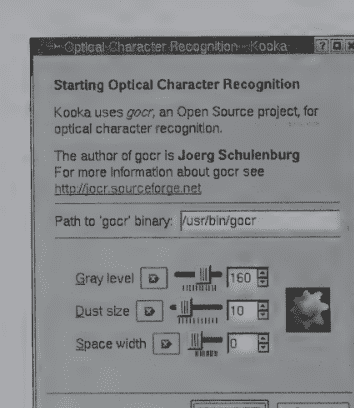 Optical Character Recognition - Kooka
Starting Optical Character Recognition
Kooka uses gocr, an Open Source project, for
optical character recognition.
The author of gocr is Joerg Schulenburg
For more information about gocr see
http://jocr.sourceforge.net
Path to 'gocr' binary: /usr/bin/gocr
Gray level 160
Dust size 10
Space width 0